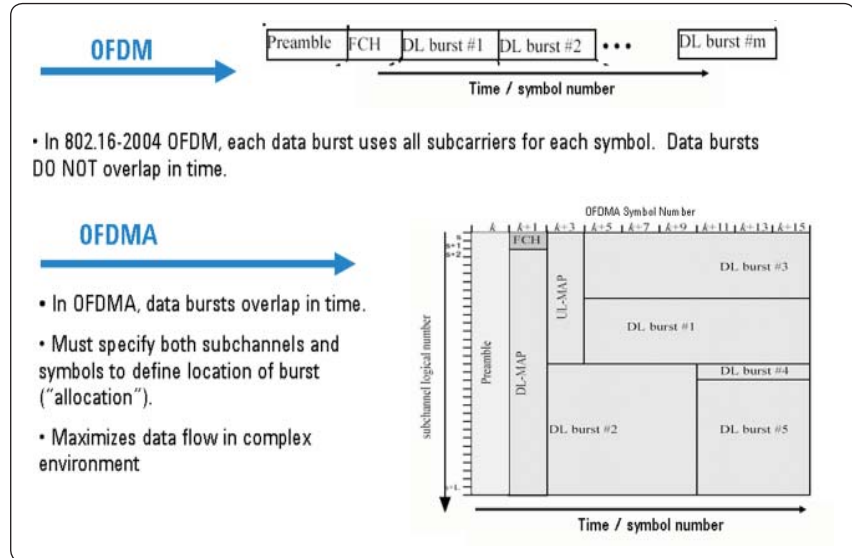 OFDM
Preamble FCH DL burst #1 DL burst #2 ••• DL burst #m
Time / symbol number
• In 802.16-2004 OFDM, each data burst uses all subcarriers for each symbol. Data bursts
DO NOT overlap in time.
OFDMA
• In OFDMA, data bursts overlap in time.
• Must specify both subchannels and
symbols to define location of burst
("allocation").
• Maximizes data flow in complex
environment
OFDMA Symbol Number
k k+1 k+3 k+5 k+7 k+9 k+11 k+13 k+15
s
s+1
s+2
s+L
subchannel logical number
Preamble
FCH
DL-MAP
UL-MAP
DL burst #3
DL burst #1
DL burst #4
DL burst #2
DL burst #5
Time / symbol number